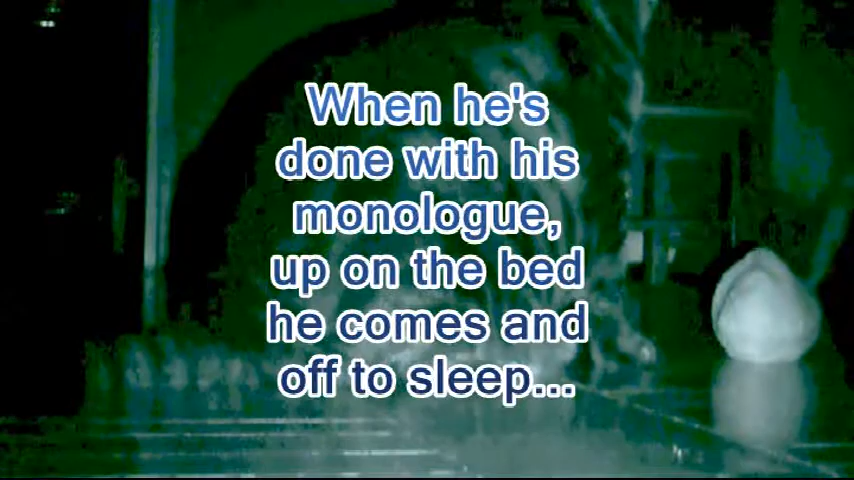 When he's
done with his
monologue,
up on the bed
he comes and
off to sleep...